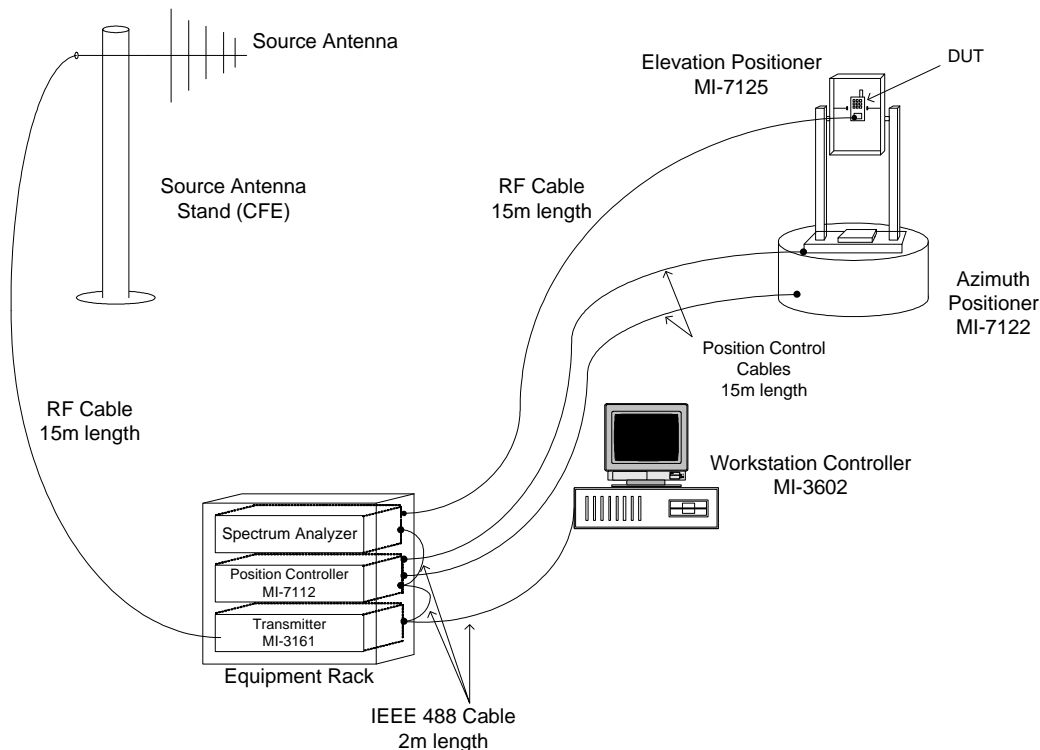 Source Antenna
Elevation Positioner
MI-7125
DUT
Source Antenna
Stand (CFE)
RF Cable
15m length
Azimuth
Positioner
MI-7122
Position Control
Cables
15m length
RF Cable
15m length
Workstation Controller
MI-3602
Spectrum Analyzer
Position Controller
MI-7112
Transmitter
MI-3161
Equipment Rack
IEEE 488 Cable
2m length